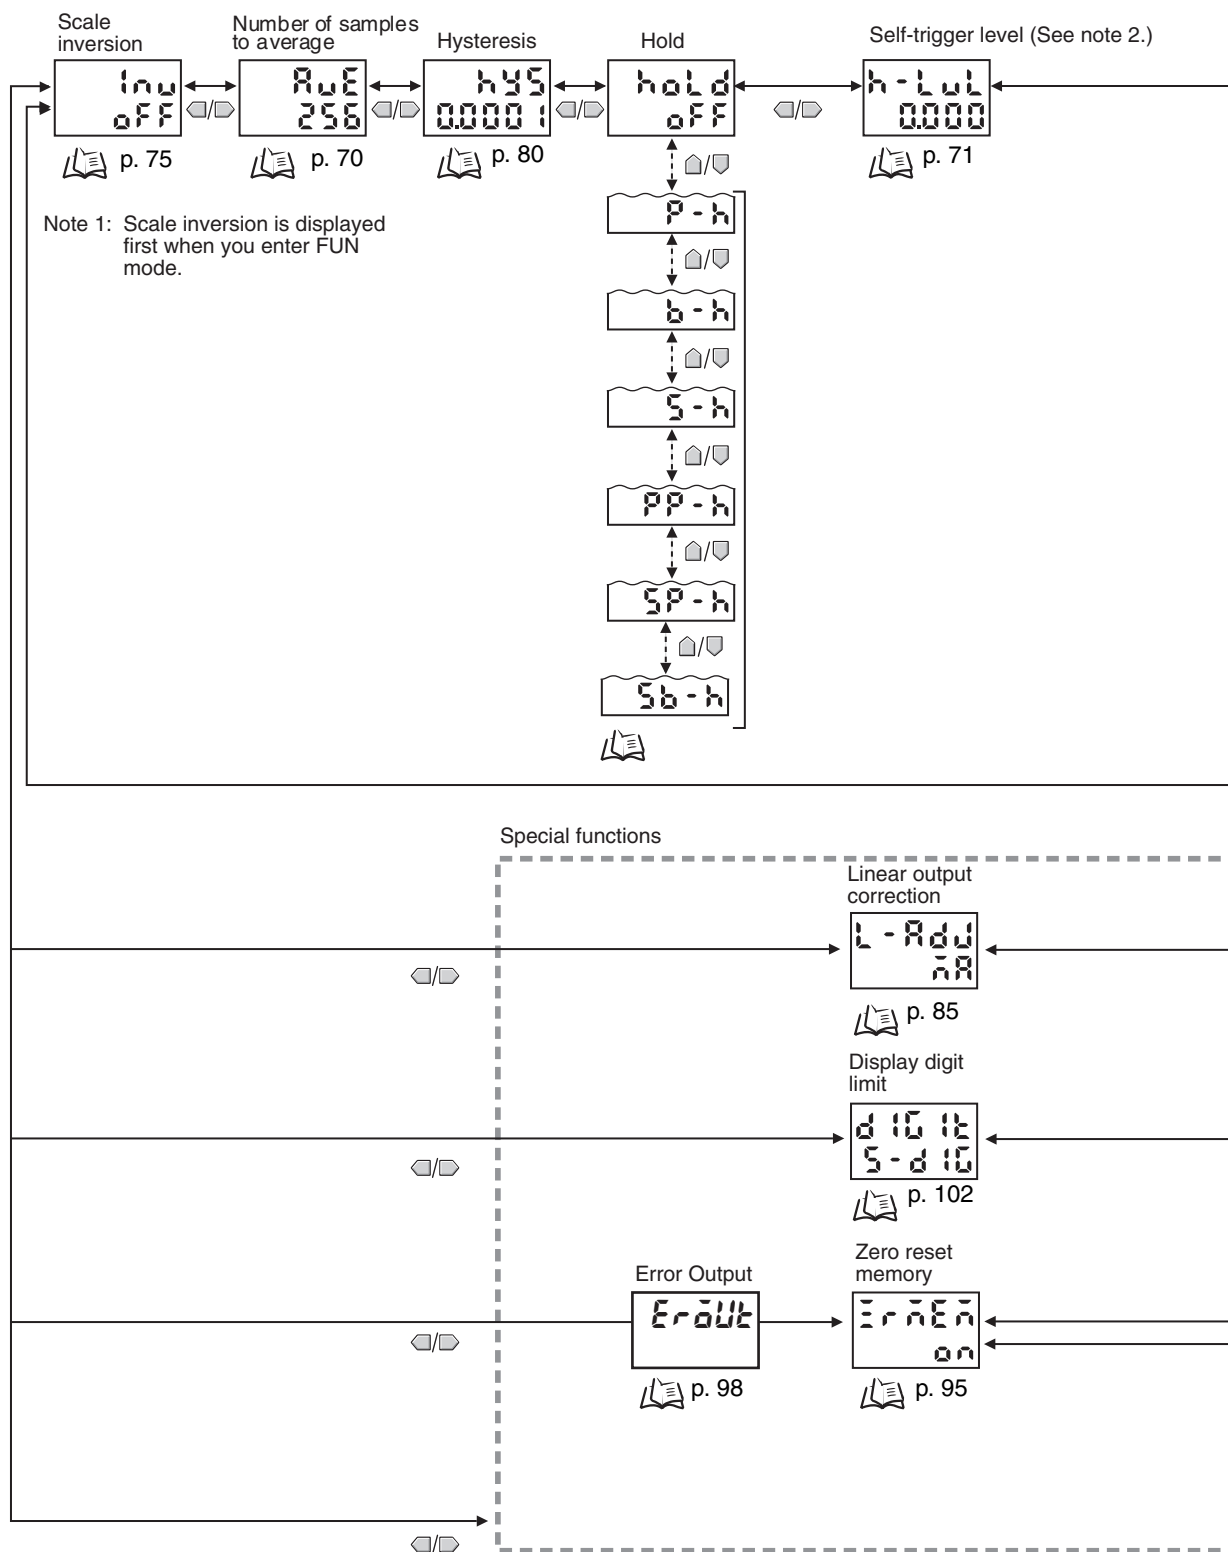 Scale
inversion
Number of samples
to average
Hysteresis
Hold
Self-trigger level (See note 2.)
Inv
oFF
AvE
256
hYS
0.0001
hoLd
oFF
h-LvL
0.000
/
/
/
/
p. 75
p. 70
p. 80
p. 71
/
P-h
Note 1: Scale inversion is displayed
first when you enter FUN
mode.
/
b-h
/
S-h
/
PP-h
/
SP-h
/
Sb-h
Special functions
Linear output
correction
L-AdJ
mA
/
p. 85
Display digit
limit
dIGIt
S-dIG
/
p. 102
Error Output
Zero reset
memory
EroUt
ZrmEm
on
/
p. 98
p. 95
/